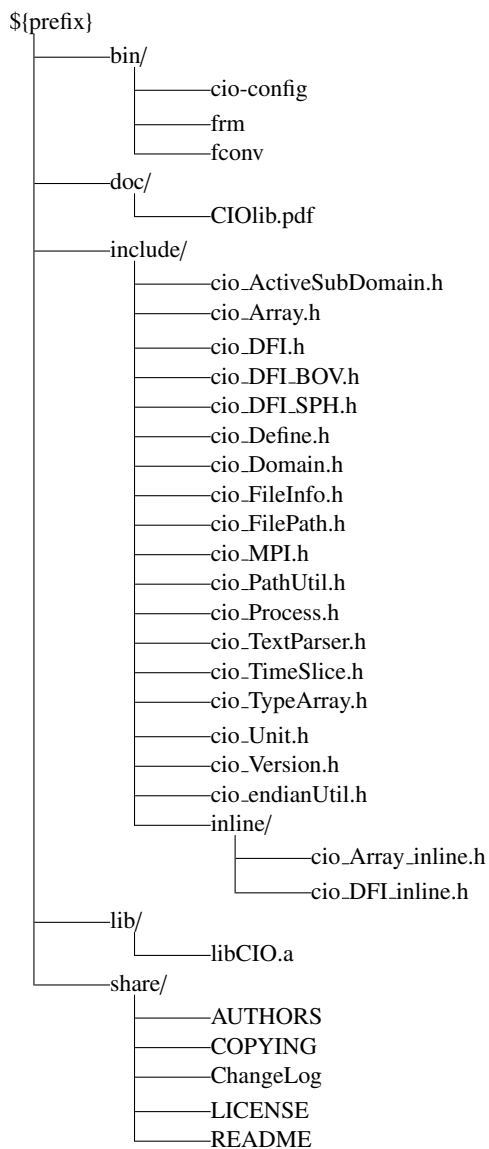 ${prefix}
bin/
cio-config
frm
fconv
doc/
CIOlib.pdf
include/
cio_ActiveSubDomain.h
cio_Array.h
cio_DFI.h
cio_DFI_BOV.h
cio_DFI_SPH.h
cio_Define.h
cio_Domain.h
cio_FileInfo.h
cio_FilePath.h
cio_MPI.h
cio_PathUtil.h
cio_Process.h
cio_TextParser.h
cio_TimeSlice.h
cio_TypeArray.h
cio_Unit.h
cio_Version.h
cio_endianUtil.h
inline/
cio_Array_inline.h
cio_DFI_inline.h
lib/
libCIO.a
share/
AUTHORS
COPYING
ChangeLog
LICENSE
README